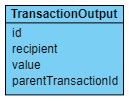 TransactionOutput
id
recipient
value
parentTransactionId